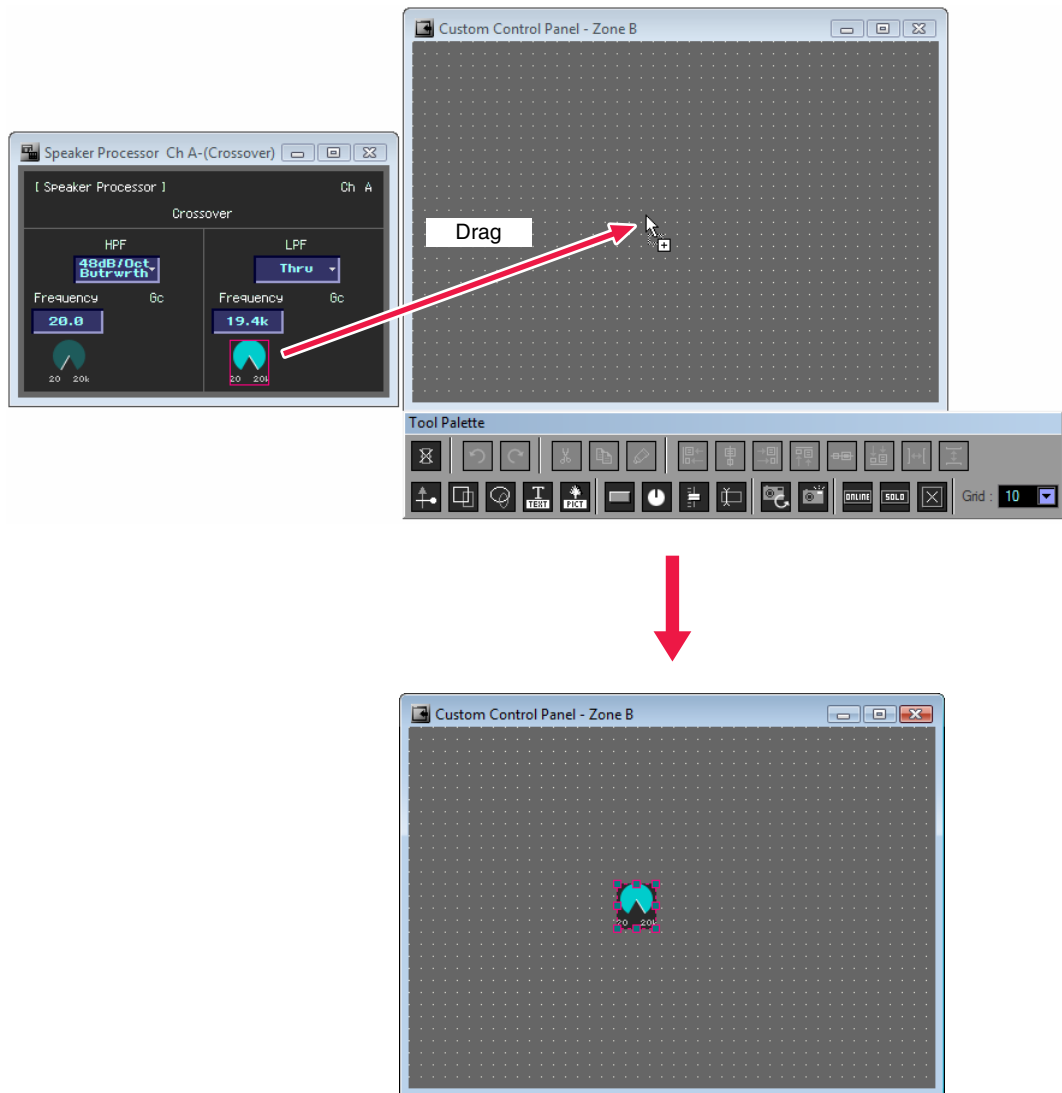 Custom Control Panel - Zone B
Speaker Processor Ch A-(Crossover)
[ Speaker Processor ] Ch A
Crossover
HPF LPF
48dB/Oct Thru
Butrwrth
Frequency Gc Frequency Gc
20.0 19.4k
20 20k 20 20k
Drag
Tool Palette
TEXT PICT ONLINE SOLO Grid : 10
Custom Control Panel - Zone B
20 20k